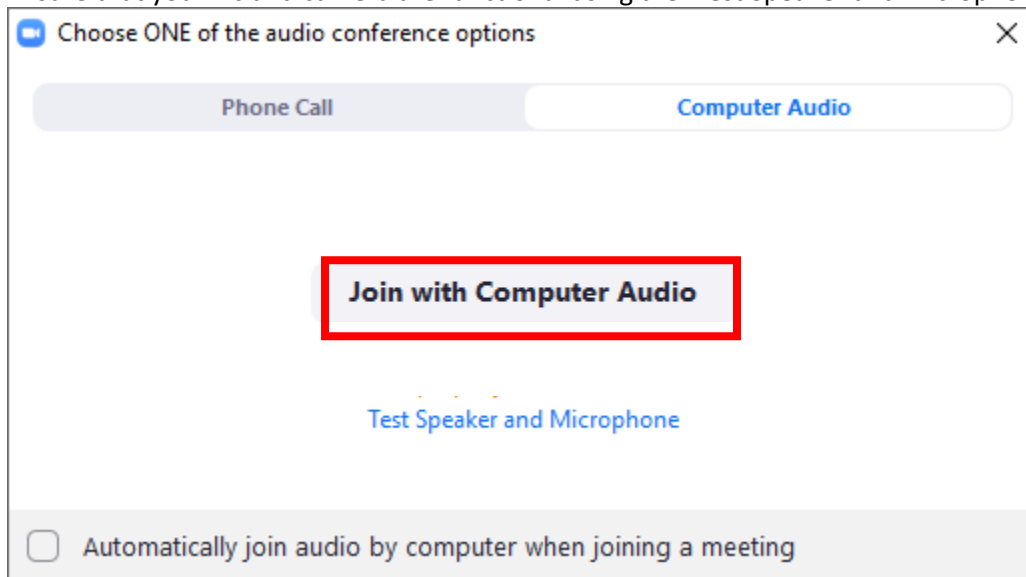 Choose ONE of the audio conference options
Phone Call
Computer Audio
Join with Computer Audio
Test Speaker and Microphone
Automatically join audio by computer when joining a meeting